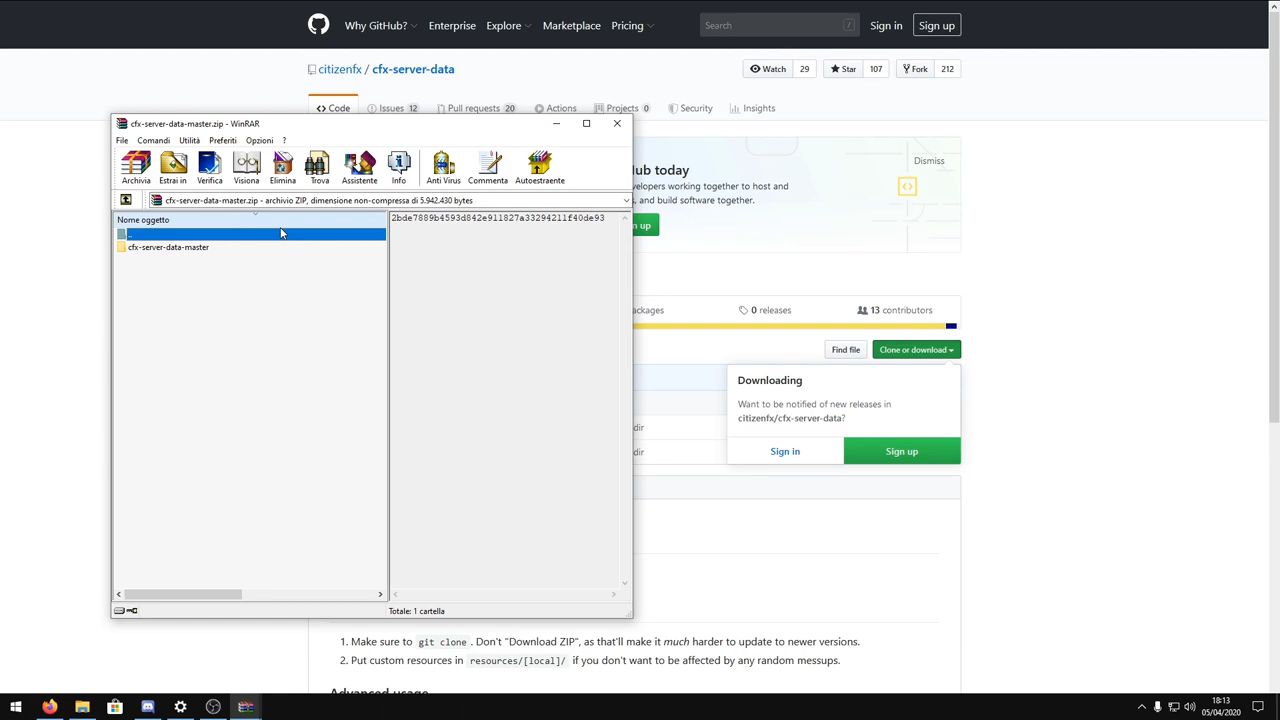 Why GitHub? Enterprise Explore Marketplace Pricing Search / Sign in Sign up
citizenfx / cfx-server-data Watch 29 Star 107 Fork 212
Code Issues 12 Pull requests 20 Actions Projects 0 Security Insights
cfx-server-data-master.zip - WinRAR
File Comandi Utilità Preferiti Opzioni ?
Archivia Estrai in Verifica Visiona Elimina Trova Assistente Info Anti Virus Commenta Autoestraente
cfx-server-data-master.zip - archivio ZIP, dimensione non-compressa di 5.942.430 bytes
Nome oggetto
..
cfx-server-data-master
2bde7889b4593d842e911827a33294211f40de93
Totale: 1 cartella
Hub today
Dismiss
velopers working together to host and
s, and build software together.
n up
ackages 0 releases 13 contributors
Find file Clone or download
Downloading
Want to be notified of new releases in
citizenfx/cfx-server-data?
Sign in Sign up
dir
dir
1. Make sure to git clone. Don't "Download ZIP", as that'll make it much harder to update to newer versions.
2. Put custom resources in resources/[local]/ if you don't want to be affected by any random messups.
Advanced usage
18:13
05/04/2020